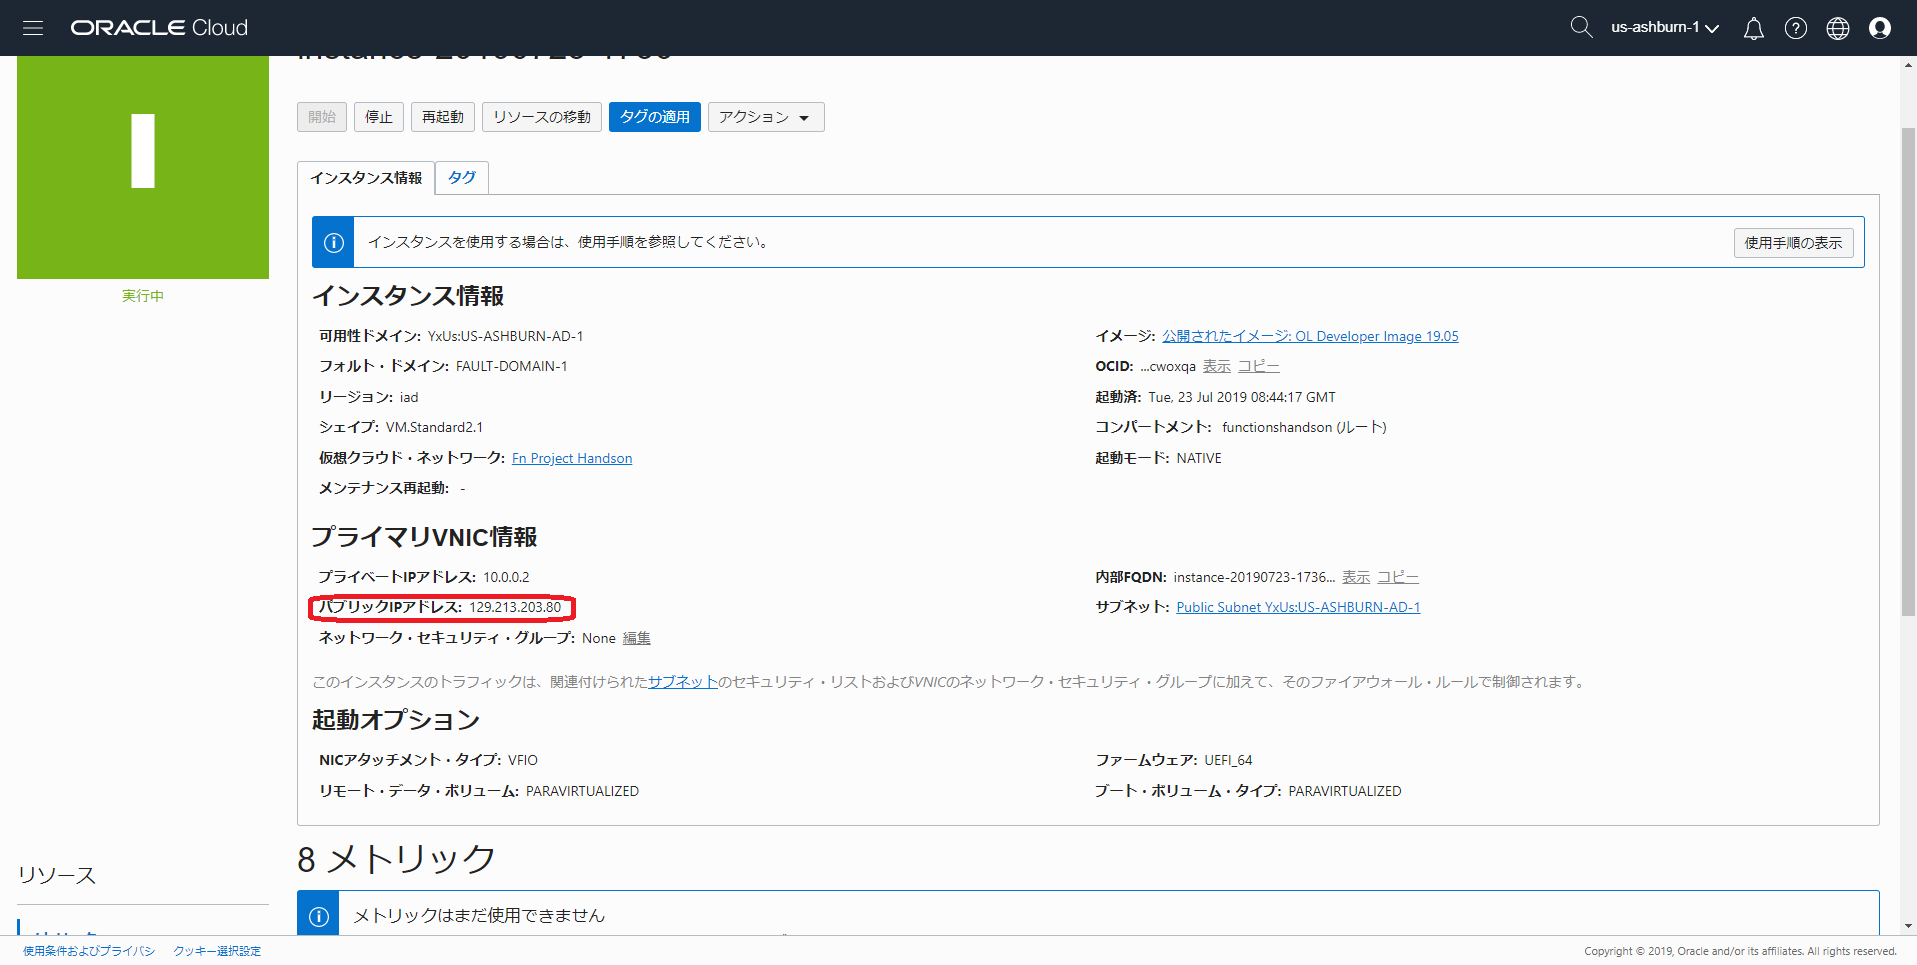 ORACLE Cloud
us-ashburn-1
開始
停止
再起動
リソースの移動
タグの適用
アクション
実行中
インスタンス情報
タグ
インスタンスを使用する場合は、使用手順を参照してください。
使用手順の表示
インスタンス情報
可用性ドメイン: YxUs:US-ASHBURN-AD-1
フォルト・ドメイン: FAULT-DOMAIN-1
リージョン: iad
シェイプ: VM.Standard2.1
仮想クラウド・ネットワーク: Fn Project Handson
メンテナンス再起動: -
イメージ: 公開されたイメージ: OL Developer Image 19.05
OCID: ...cwoxqa 表示 コピー
起動済: Tue, 23 Jul 2019 08:44:17 GMT
コンパートメント: functionshandson (ルート)
起動モード: NATIVE
プライマリVNIC情報
プライベートIPアドレス: 10.0.0.2
パブリックIPアドレス: 129.213.203.80
ネットワーク・セキュリティ・グループ: None 編集
内部FQDN: instance-20190723-1736... 表示 コピー
サブネット: Public Subnet YxUs:US-ASHBURN-AD-1
このインスタンスのトラフィックは、関連付けられたサブネットのセキュリティ・リストおよびVNICのネットワーク・セキュリティ・グループに加えて、そのファイアウォール・ルールで制御されます。
起動オプション
NICアタッチメント・タイプ: VFIO
リモート・データ・ボリューム: PARAVIRTUALIZED
ファームウェア: UEFI_64
ブート・ボリューム・タイプ: PARAVIRTUALIZED
リソース
8 メトリック
メトリックはまだ使用できません
使用条件およびプライバシ
クッキー選択設定
Copyright © 2019, Oracle and/or its affiliates. All rights reserved.